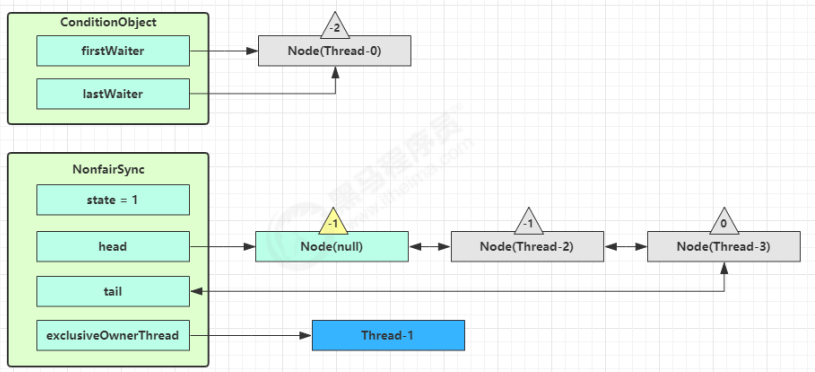 ConditionObject
-2
firstWaiter
Node(Thread-0)
lastWaiter
黑马程序员
www.itheima.com
NonfairSync
state = 1
-1
-1
0
head
Node(null)
Node(Thread-2)
Node(Thread-3)
tail
exclusiveOwnerThread
Thread-1